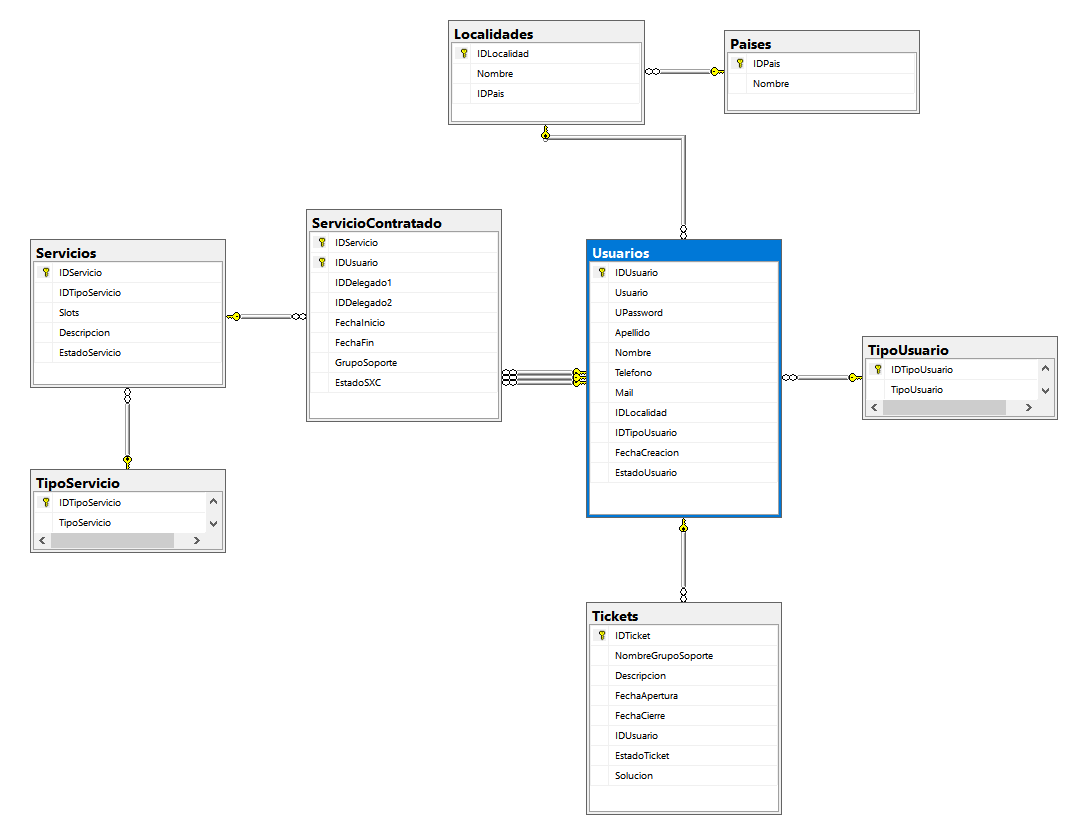 Localidades
IDLocalidad
Nombre
IDPais
Paises
IDPais
Nombre
ServicioContratado
IDServicio
IDUsuario
IDDelegado1
IDDelegado2
FechaInicio
FechaFin
GrupoSoporte
EstadoSXC
Servicios
IDServicio
IDTipoServicio
Slots
Descripcion
EstadoServicio
Usuarios
IDUsuario
Usuario
UPassword
Apellido
Nombre
Telefono
Mail
IDLocalidad
IDTipoUsuario
FechaCreacion
EstadoUsuario
TipoUsuario
IDTipoUsuario
TipoUsuario
TipoServicio
IDTipoServicio
TipoServicio
Tickets
IDTicket
NombreGrupoSoporte
Descripcion
FechaApertura
FechaCierre
IDUsuario
EstadoTicket
Solucion